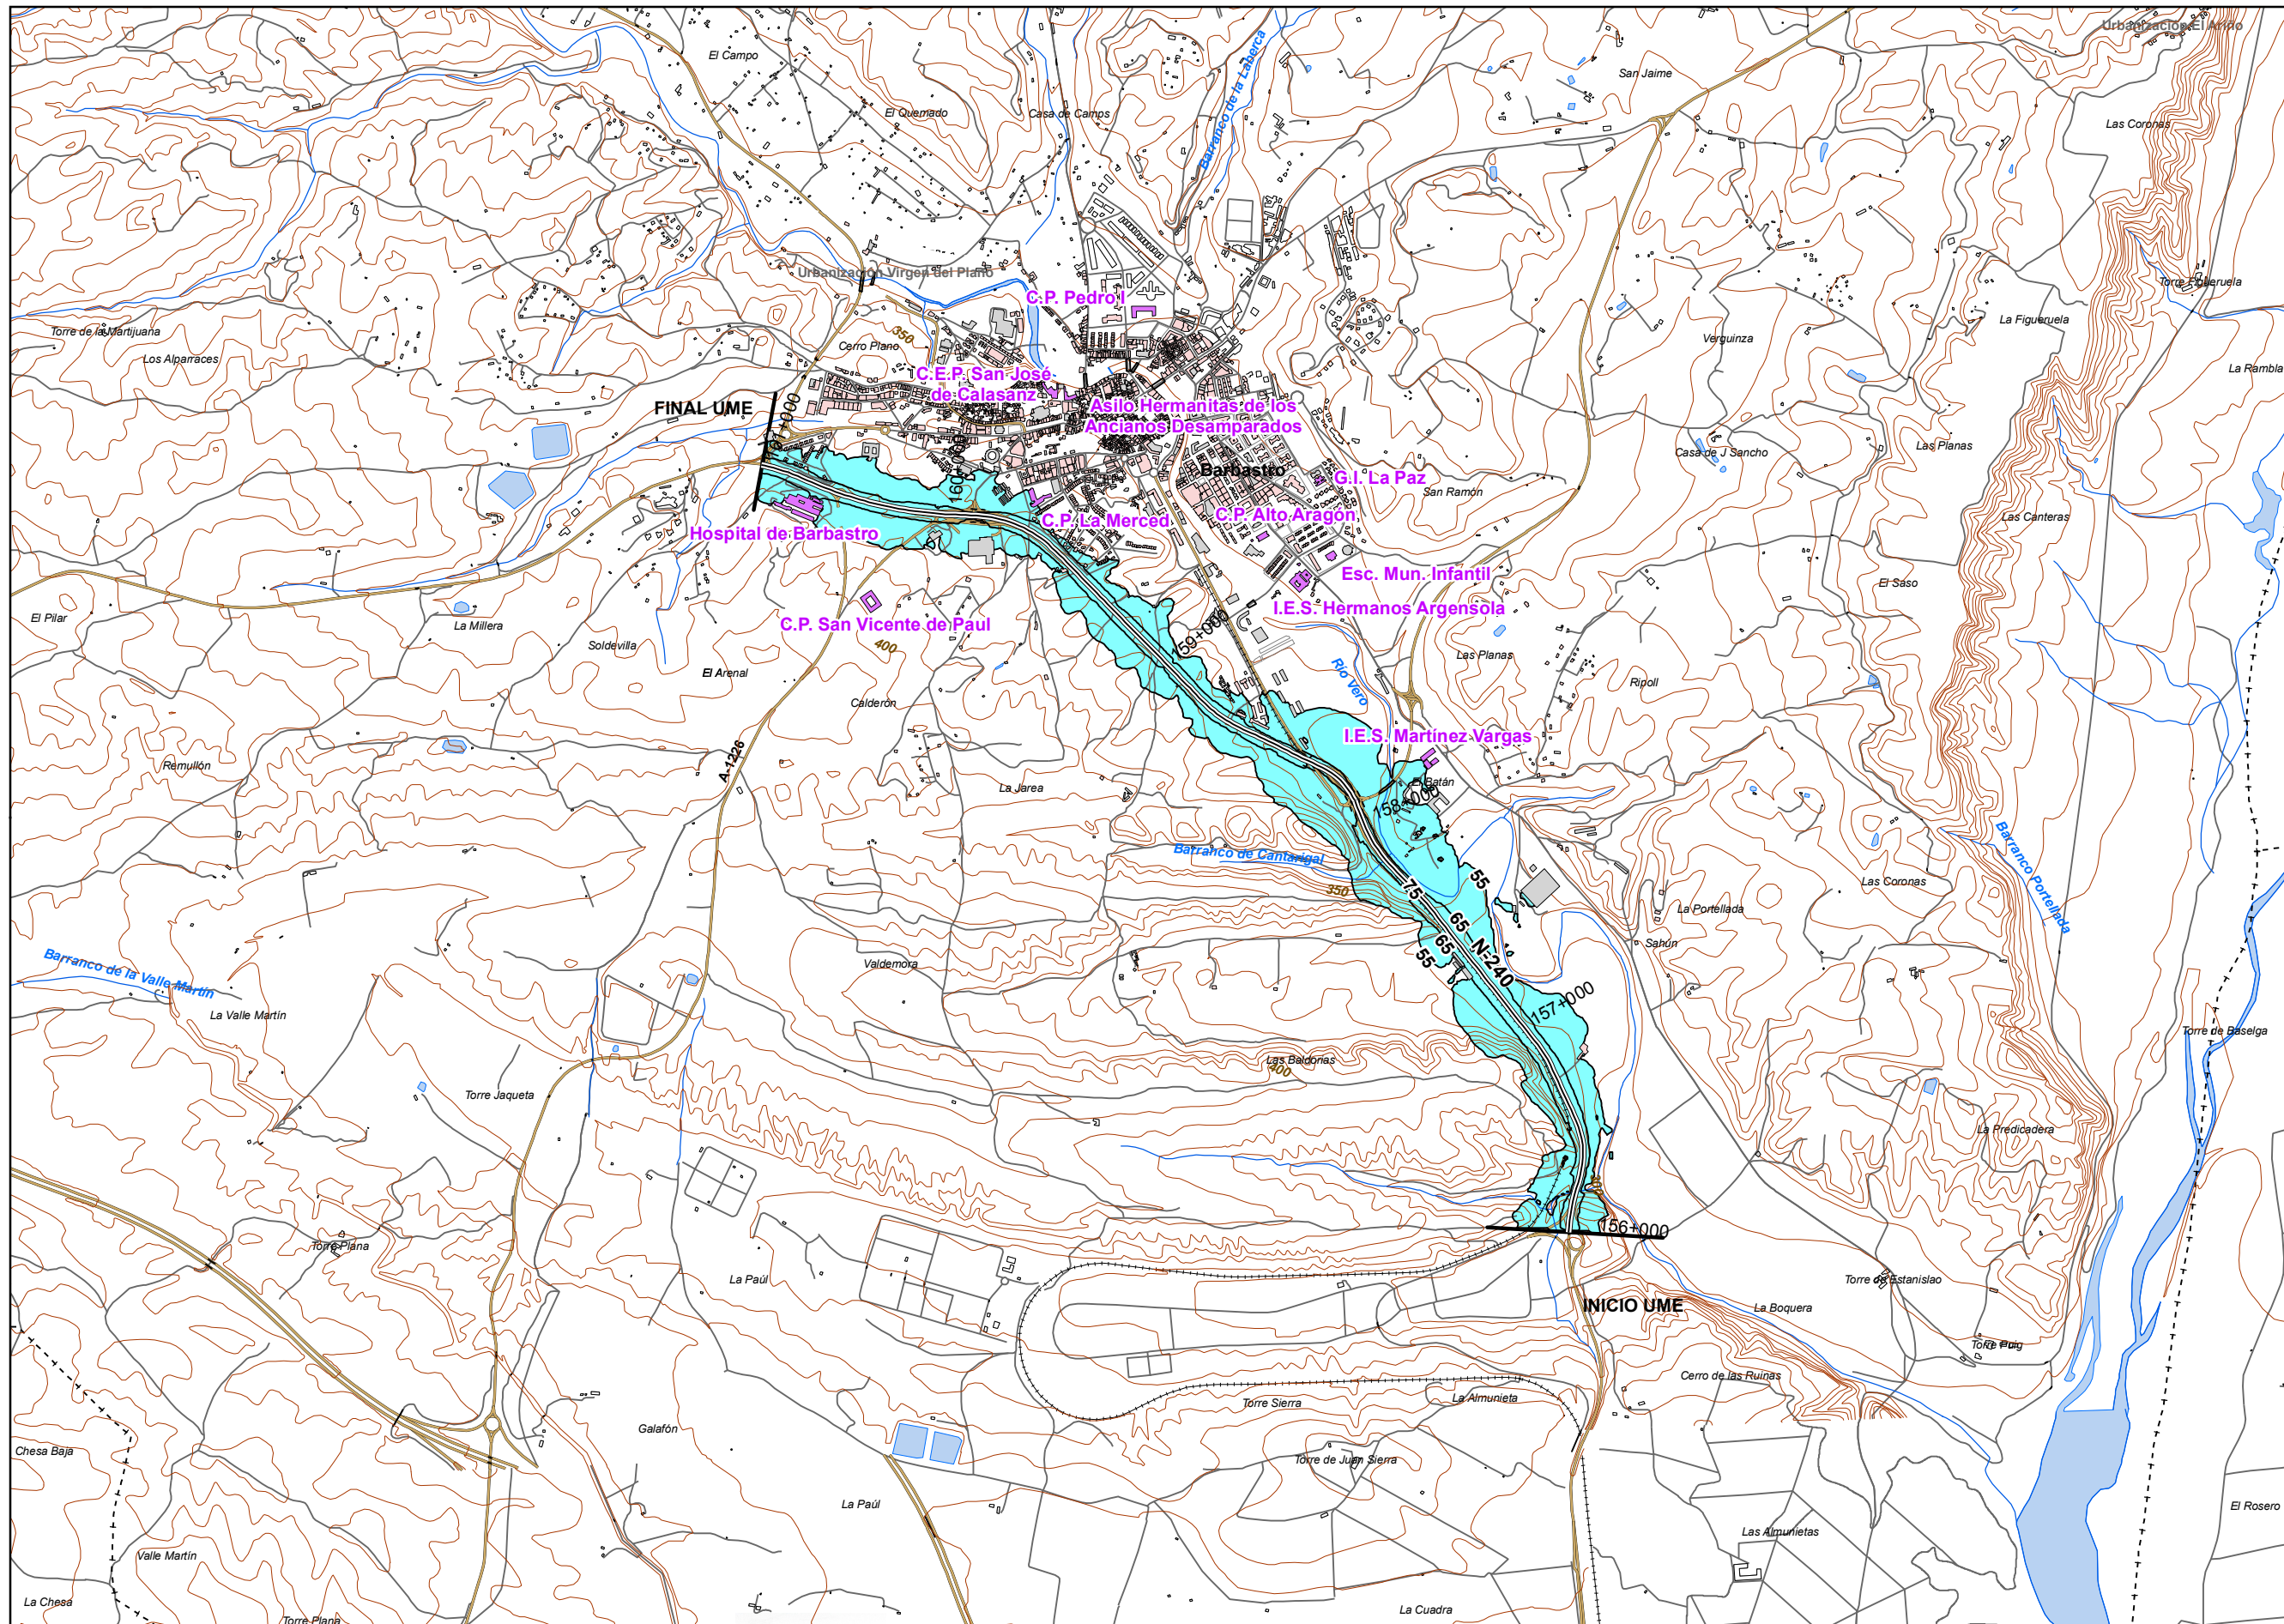 Urbanización El Ariño
El Campo
San Jaime
El Quemado
Casa de Camps
Barranco de la Laberca
Las Coronas
Urbanización Virgen del Plano
Torre Figueruela
C.P. Pedro I
La Figueruela
Torre de la Martijuana
350
Cerro Plano
Verguinza
Los Alparraces
La Rambla
C.E.P. San José
de Calasanz
FINAL UME
161+000
Asilo Hermanitas de los
Ancianos Desamparados
Las Planas
Casa de J Sancho
Barbastro
160+000
G.I. La Paz
San Ramón
C.P. La Merced
C.P. Alto Aragón
Las Canteras
Hospital de Barbastro
Esc. Mun. Infantil
El Saso
I.E.S. Hermanos Argensola
El Pilar
La Millera
C.P. San Vicente de Paul
159+000
Soldevilla
400
Las Planas
El Arenal
Río Vero
Ripoll
Calderón
I.E.S. Martínez Vargas
A-1226
Remullón
El Batán
La Jarea
158+000
Barranco de Cantarigal
Barranco Portellada
350
55
75
Las Coronas
La Portellada
65
N-240
65
Sahún
55
Barranco de la Valle Martín
Valdemora
157+000
La Valle Martín
Torre de Baselga
Las Baldorias
400
Torre Jaqueta
La Predicadera
300
156+000
Torre Plana
La Paúl
Torre de Estanislao
INICIO UME
La Boquera
Torre Puig
Cerro de las Ruinas
La Almunieta
Torre Sierra
Galafón
Chesa Baja
Torre de Juan Sierra
La Paúl
El Rosero
Las Almunietas
Valle Martín
La Chesa
La Cuadra
Torre Plana